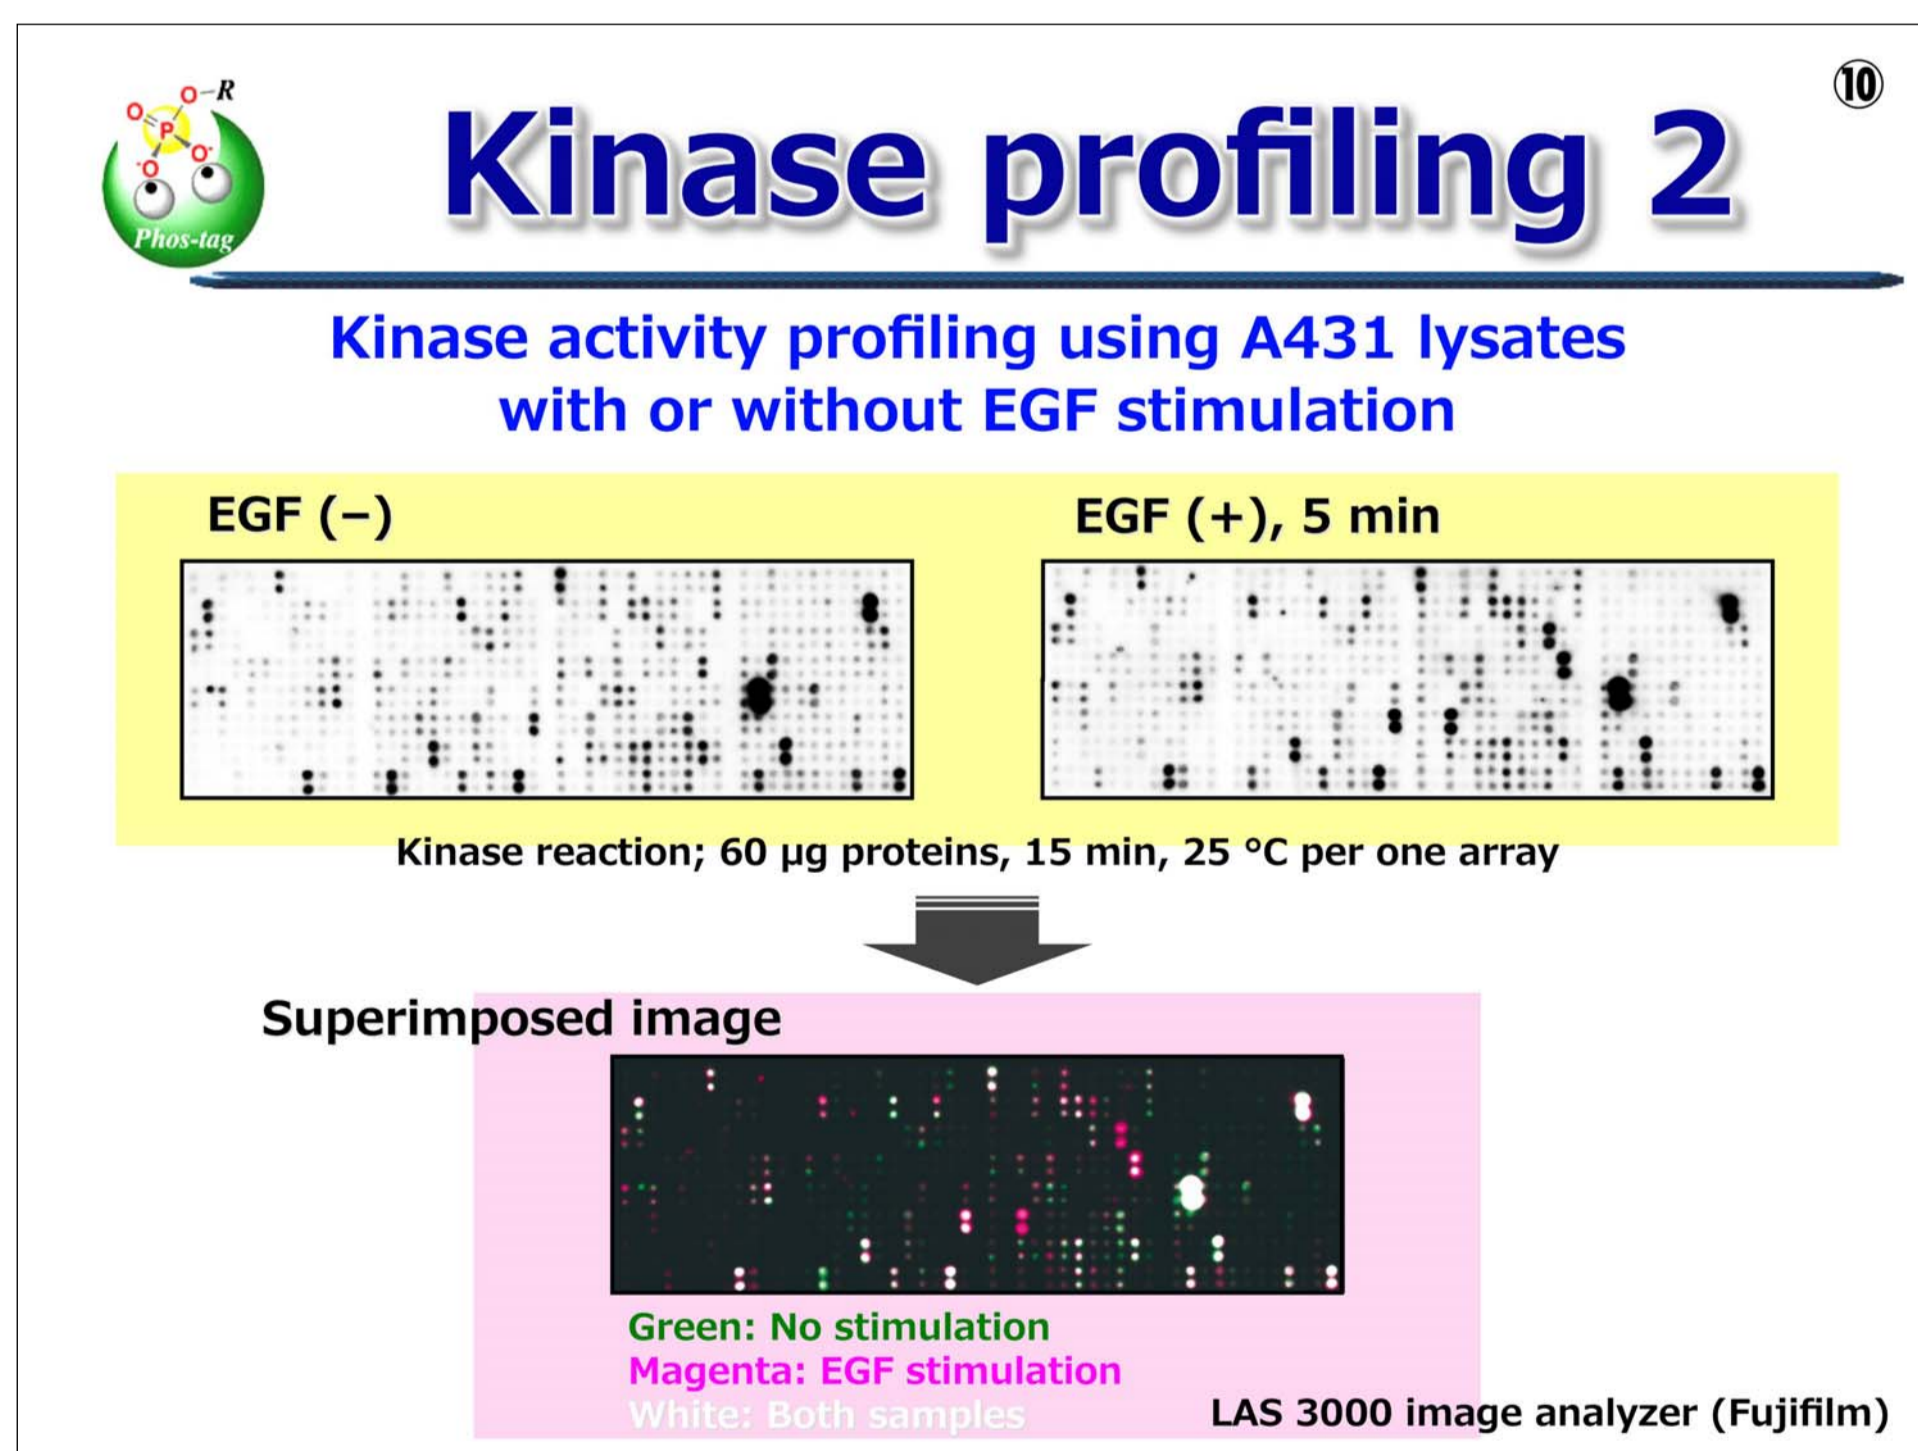 ⑩
O–R
O
P
-O
O-
Phos-tag
Kinase profiling 2
Kinase activity profiling using A431 lysates
with or without EGF stimulation
EGF (–)
EGF (+), 5 min
Kinase reaction; 60 μg proteins, 15 min, 25 °C per one array
Superimposed image
Green: No stimulation
Magenta: EGF stimulation
White: Both samples
LAS 3000 image analyzer (Fujifilm)